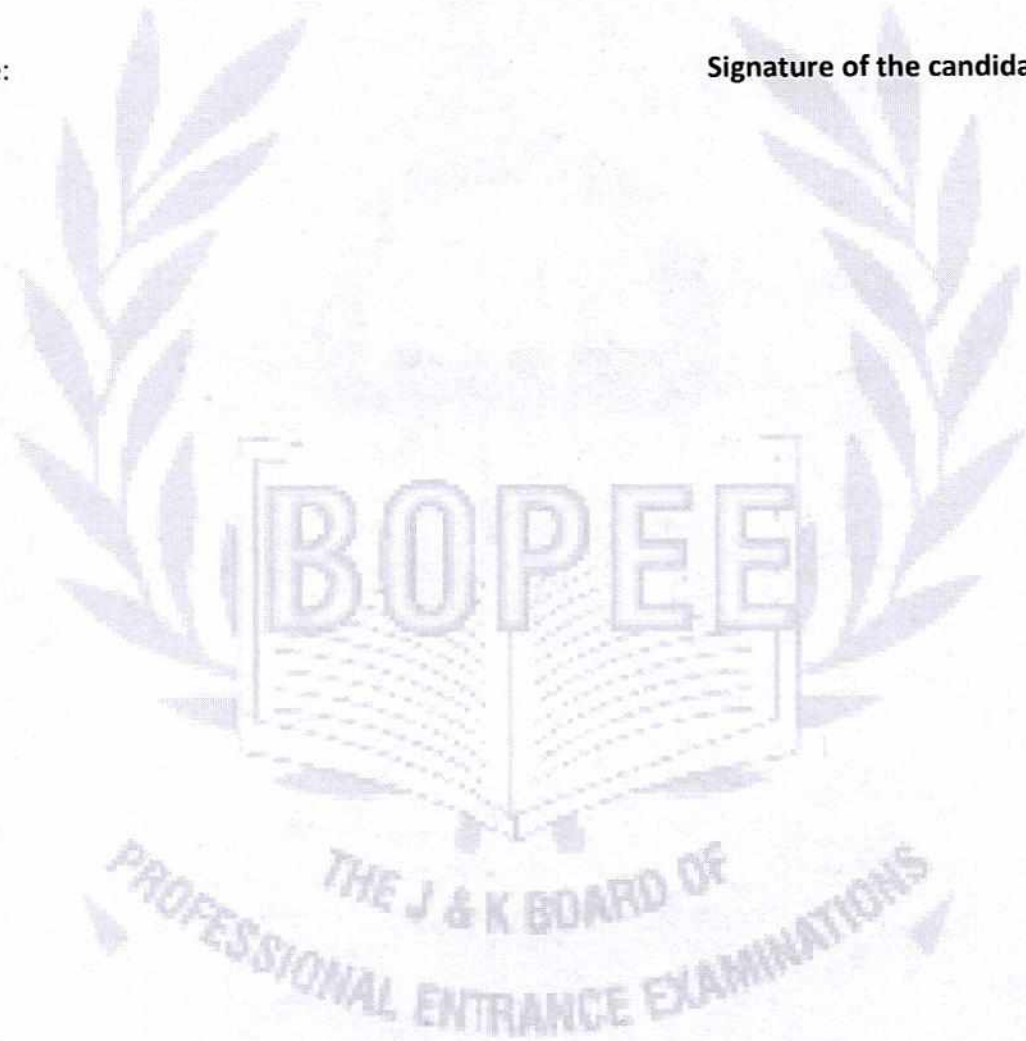 :
Signature of the candida
BOPEE
THE J & K BOARD OF
PROFESSIONAL ENTRANCE EXAMINATIONS